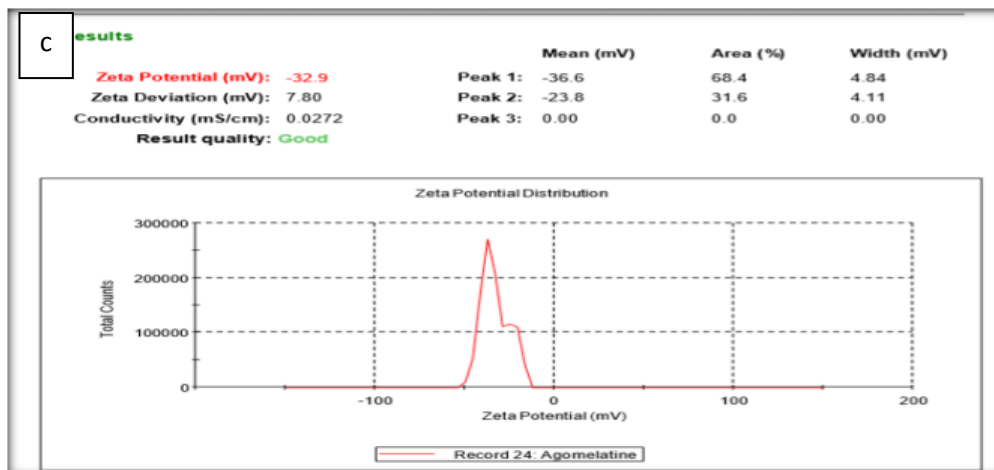 C
esults
Mean (mV) Area (%) Width (mV)
Zeta Potential (mV): -32.9 Peak 1: -36.6 68.4 4.84
Zeta Deviation (mV): 7.80 Peak 2: -23.8 31.6 4.11
Conductivity (mS/cm): 0.0272 Peak 3: 0.00 0.0 0.00
Result quality: Good
Zeta Potential Distribution
300000
200000
100000
0
Total Counts
-100 0 100 200
Zeta Potential (mV)
Record 24: Agomelatine